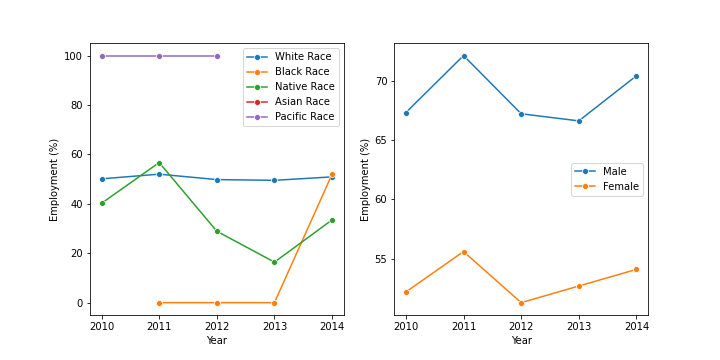 100
80
60
40
20
0
Employment (%)
2010 2011 2012 2013 2014
Year
White Race
Black Race
Native Race
Asian Race
Pacific Race
70
65
60
55
Employment (%)
2010 2011 2012 2013 2014
Year
Male
Female